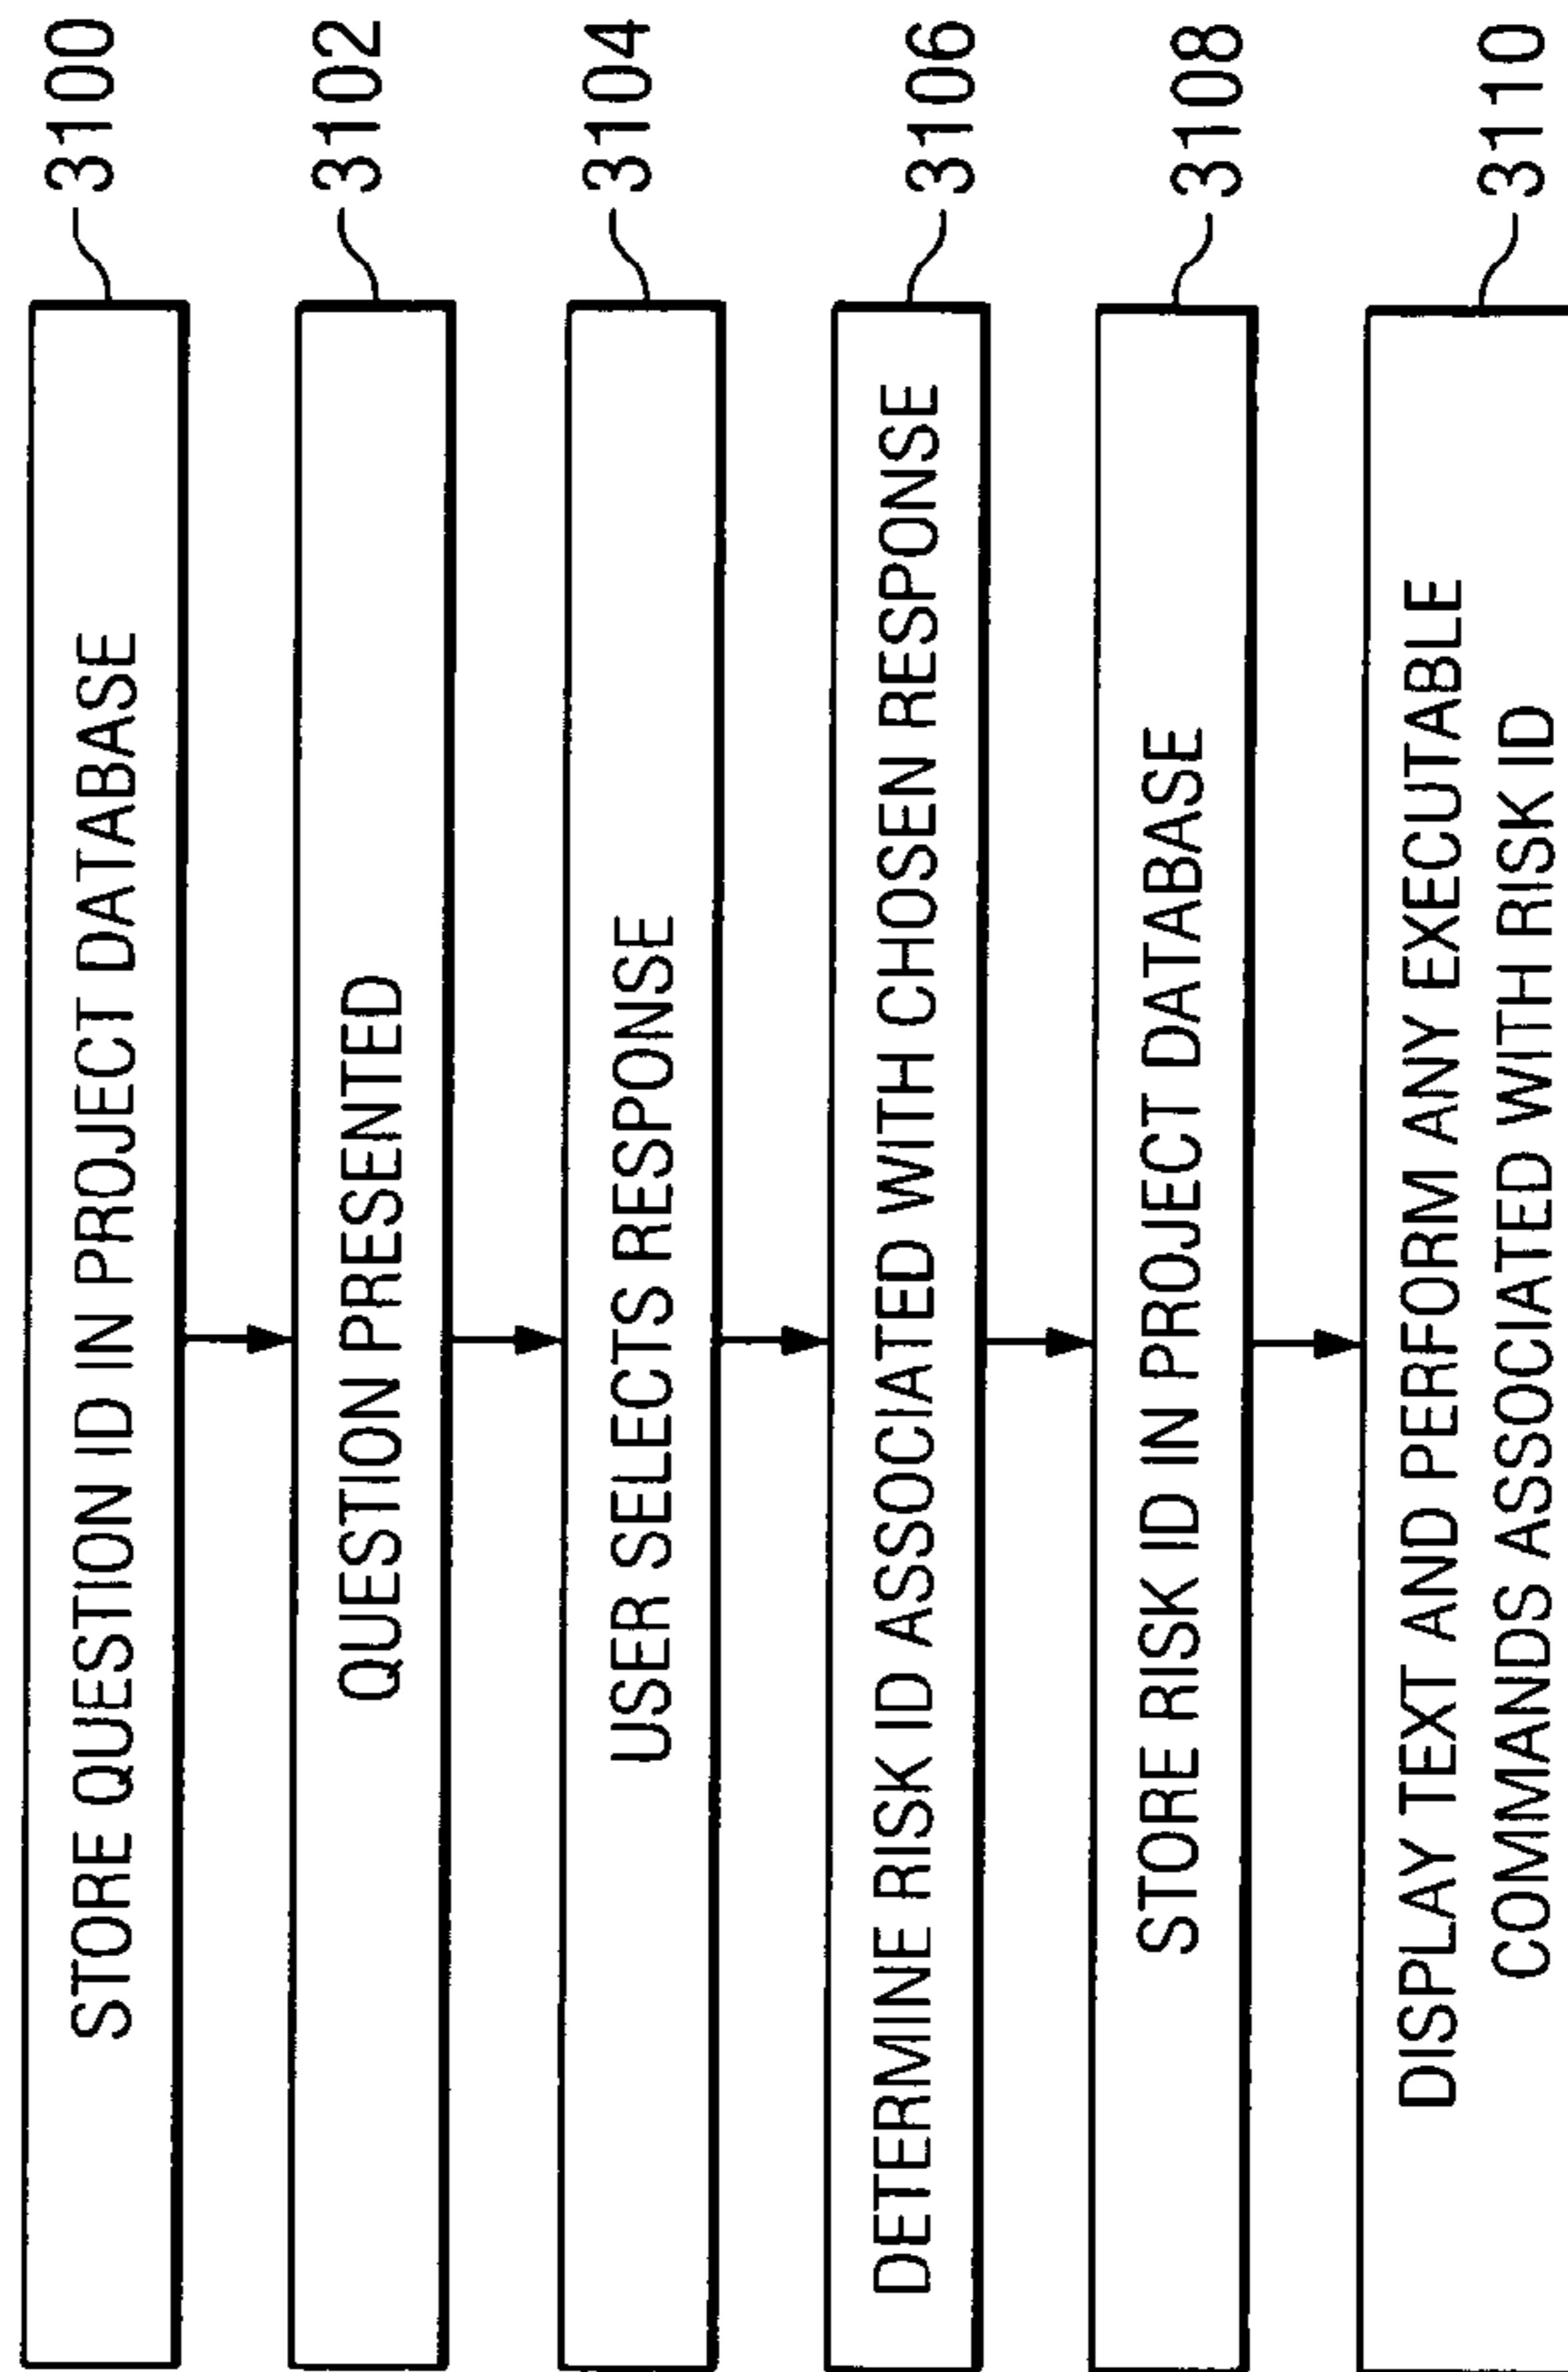 STORE QUESTION ID IN PROJECT DATABASE
3100
QUESTION PRESENTED
3102
USER SELECTS RESPONSE
3104
DETERMINE RISK ID ASSOCIATED WITH CHOSEN RESPONSE
3106
STORE RISK ID IN PROJECT DATABASE
3108
DISPLAY TEXT AND PERFORM ANY EXECUTABLE
COMMANDS ASSOCIATED WITH RISK ID
3110